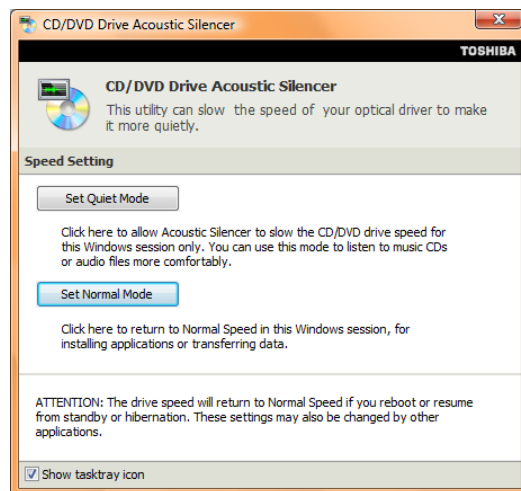 CD/DVD Drive Acoustic Silencer
TOSHIBA
CD/DVD Drive Acoustic Silencer
This utility can slow the speed of your optical driver to make
it more quietly.
Speed Setting
Set Quiet Mode
Click here to allow Acoustic Silencer to slow the CD/DVD drive speed for
this Windows session only. You can use this mode to listen to music CDs
or audio files more comfortably.
Set Normal Mode
Click here to return to Normal Speed in this Windows session, for
installing applications or transferring data.
ATTENTION: The drive speed will return to Normal Speed if you reboot or resume
from standby or hibernation. These settings may also be changed by other
applications.
Show tasktray icon